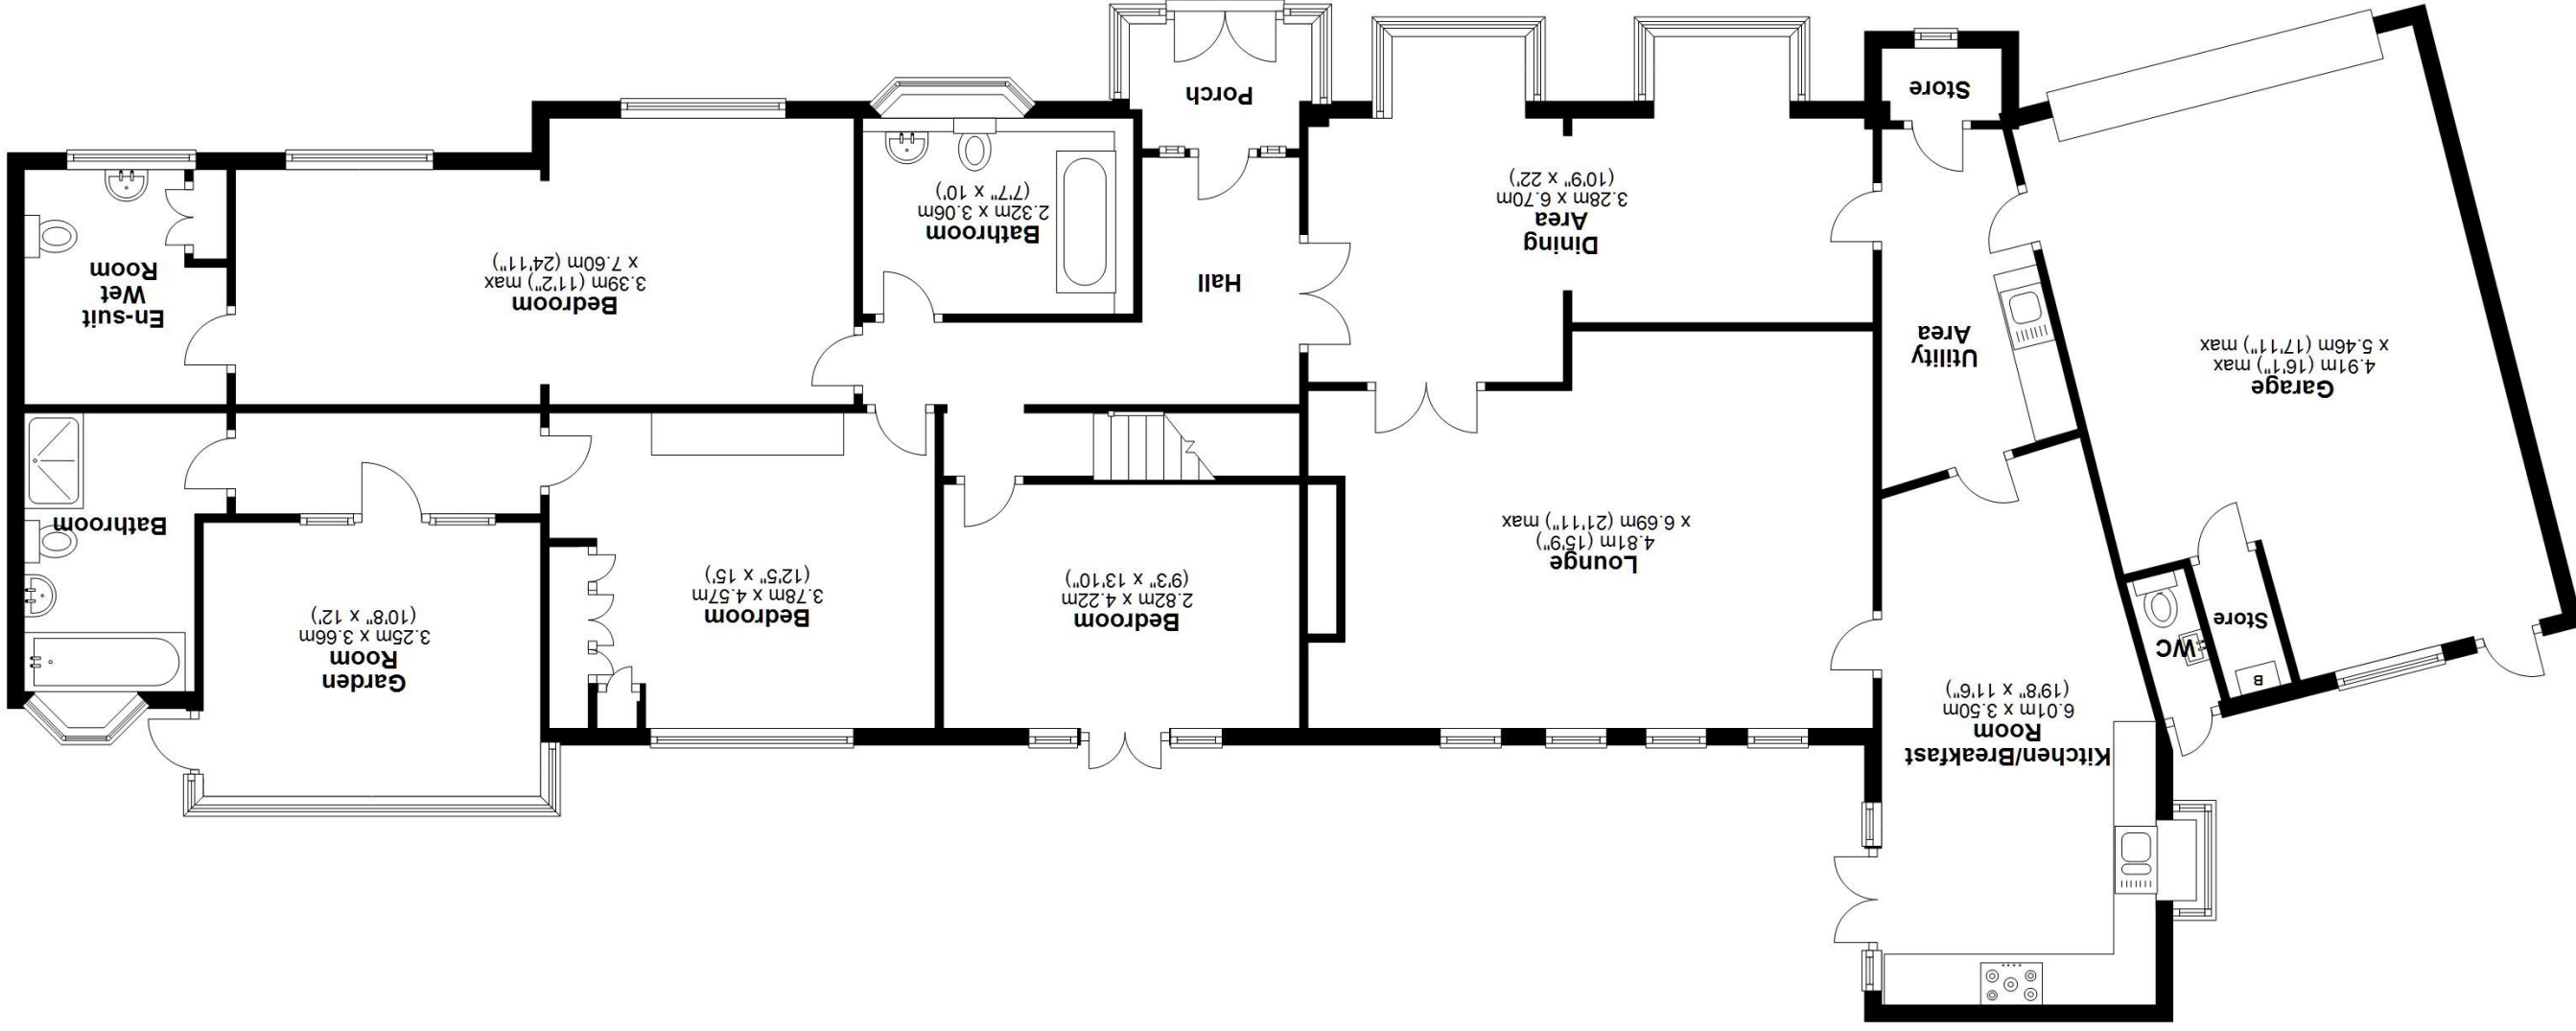 Kitchen/Breakfast
Room
6.01m x 3.50m
(19'8" x 11'6")
B
WC
Store
Garden
Room
3.25m x 3.66m
(10'8" x 12')
Bedroom
2.82m x 4.22m
(9'3" x 13'10")
Bedroom
3.78m x 4.57m
(12'5" x 15')
Lounge
4.81m (15'9")
x 6.69m (21'11") max
Bathroom
Garage
4.91m (16'1") max
x 5.46m (17'11") max
Utility
Area
En-suit
Wet
Room
Bedroom
3.39m (11'2") max
x 7.60m (24'11")
Hall
Dining
Area
3.28m x 6.70m
(10'9" x 22')
Bathroom
2.32m x 3.06m
(7'7" x 10')
Store
Porch